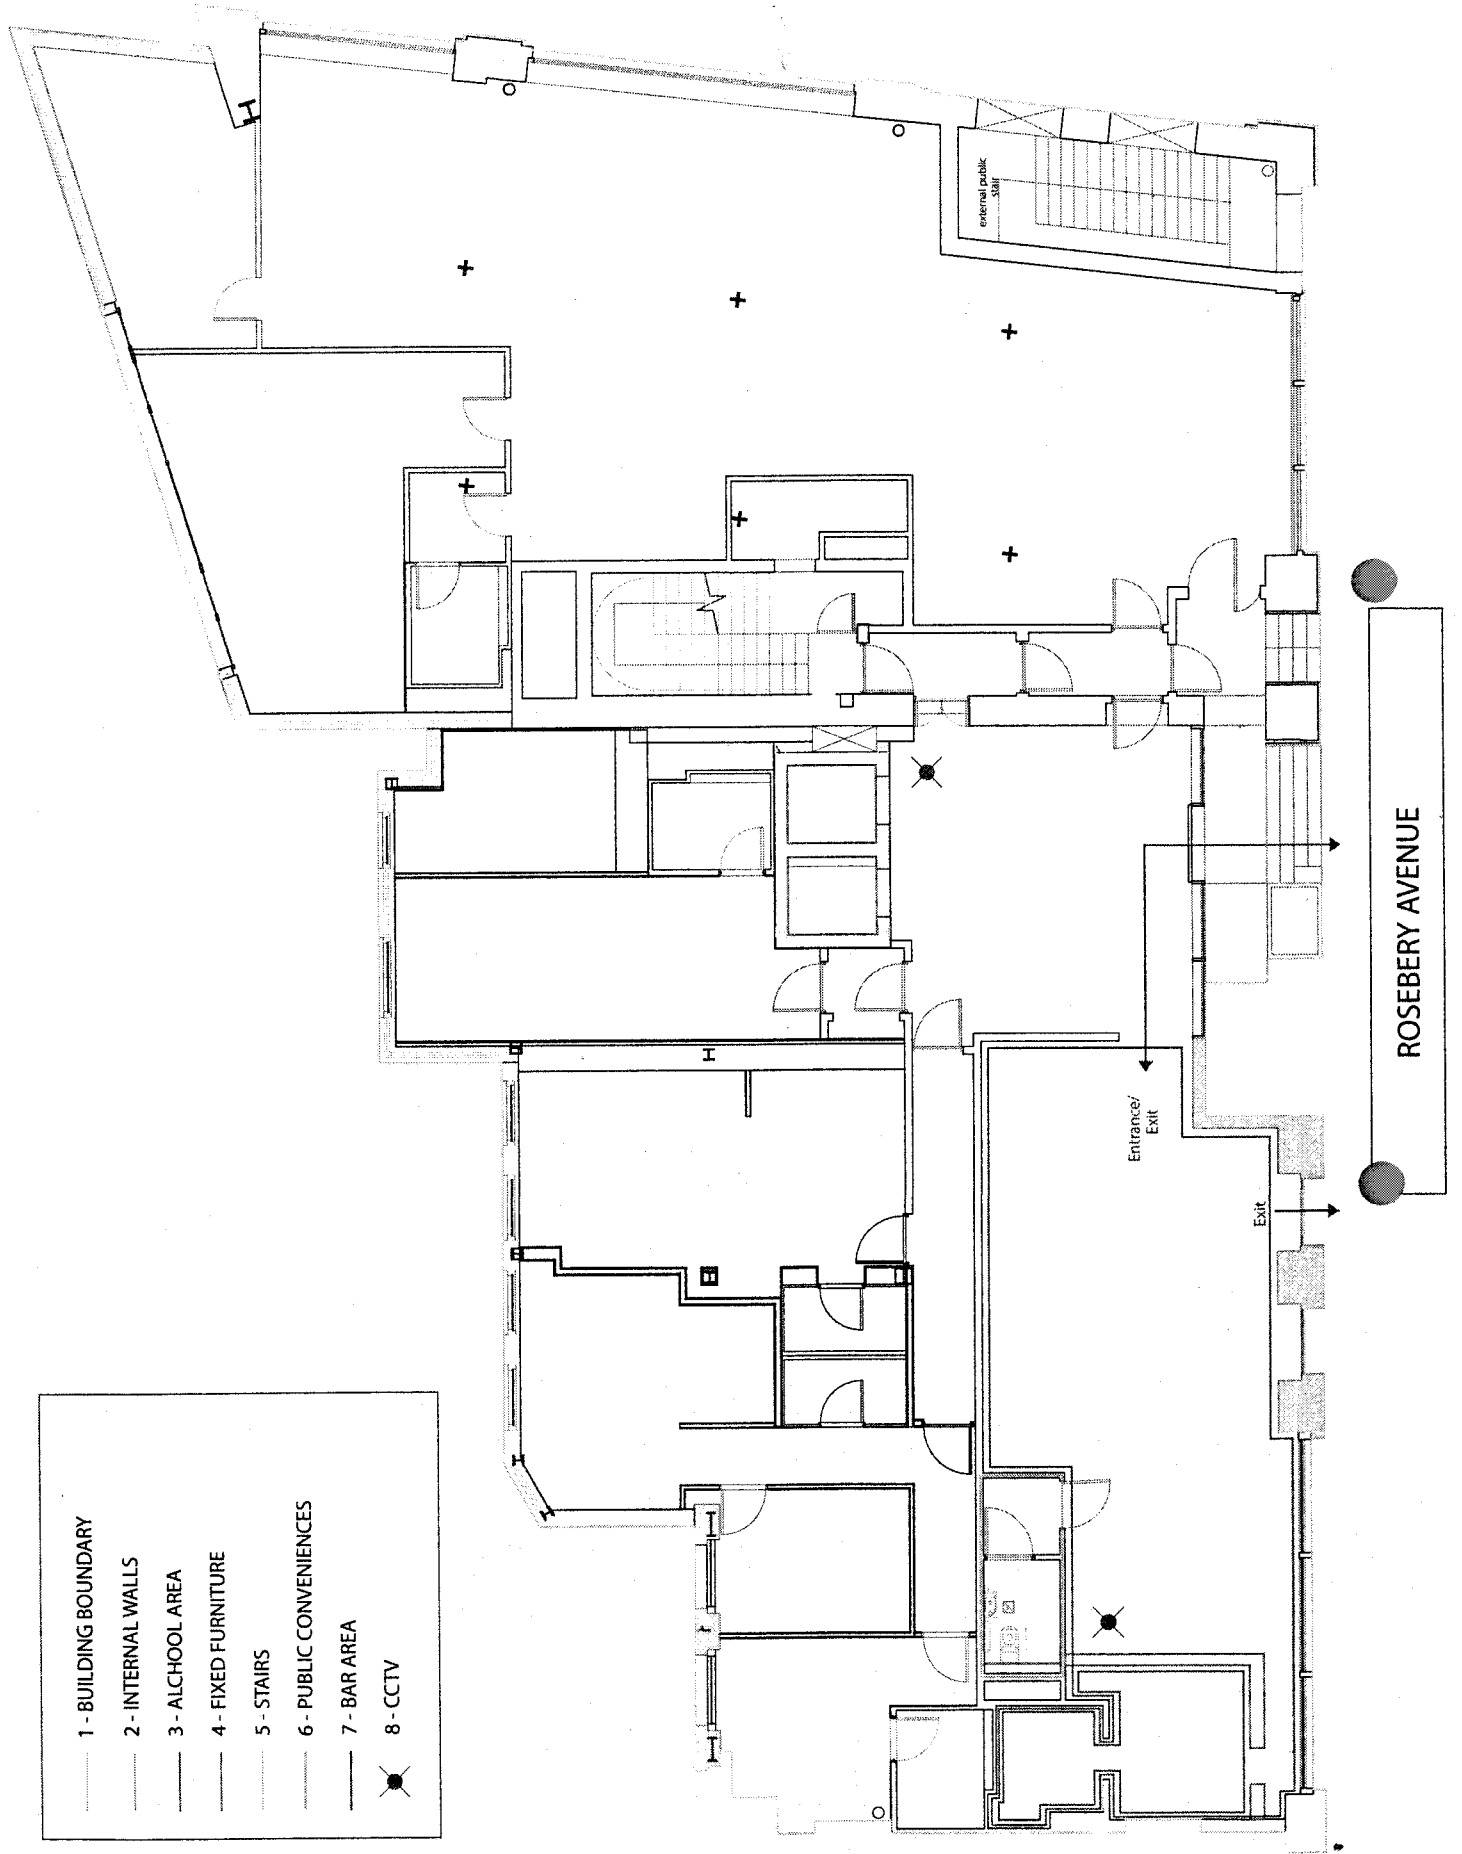 1 - BUILDING BOUNDARY
2 - INTERNAL WALLS
3 - ALCHOOL AREA
4 - FIXED FURNITURE
5 - STAIRS
6 - PUBLIC CONVENIENCES
7 - BAR AREA
8 - CCTV
external public
stair
Entrance/
Exit
Exit
ROSEBERY AVENUE